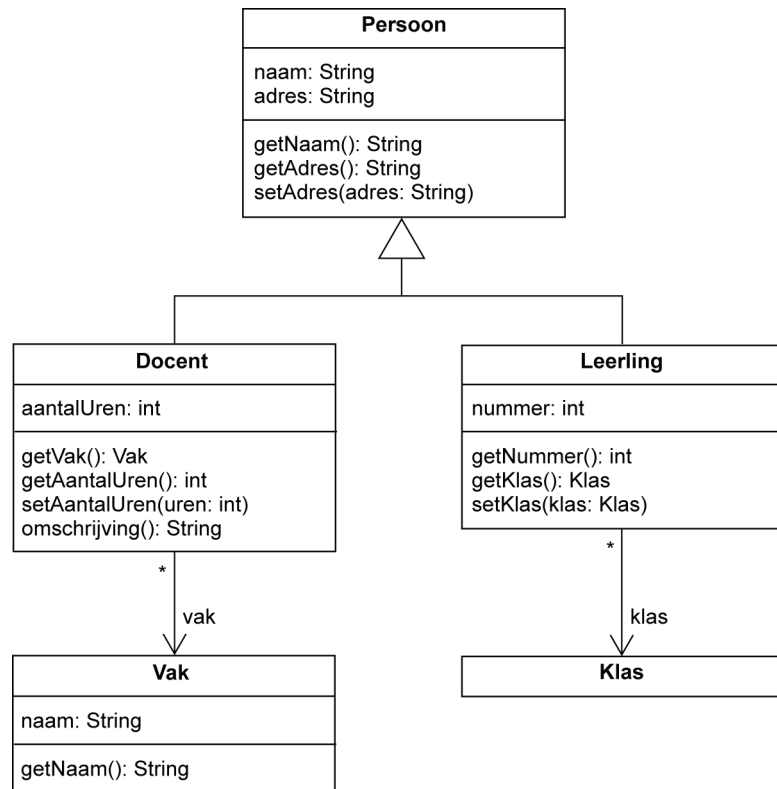 Persoon
naam: String
adres: String
getNaam(): String
getAdres(): String
setAdres(adres: String)
Docent
aantalUren: int
getVak(): Vak
getAantalUren(): int
setAantalUren(uren: int)
omschrijving(): String
*
vak
Vak
naam: String
getNaam(): String
Leerling
nummer: int
getNummer(): int
getKlas(): Klas
setKlas(klas: Klas)
*
klas
Klas